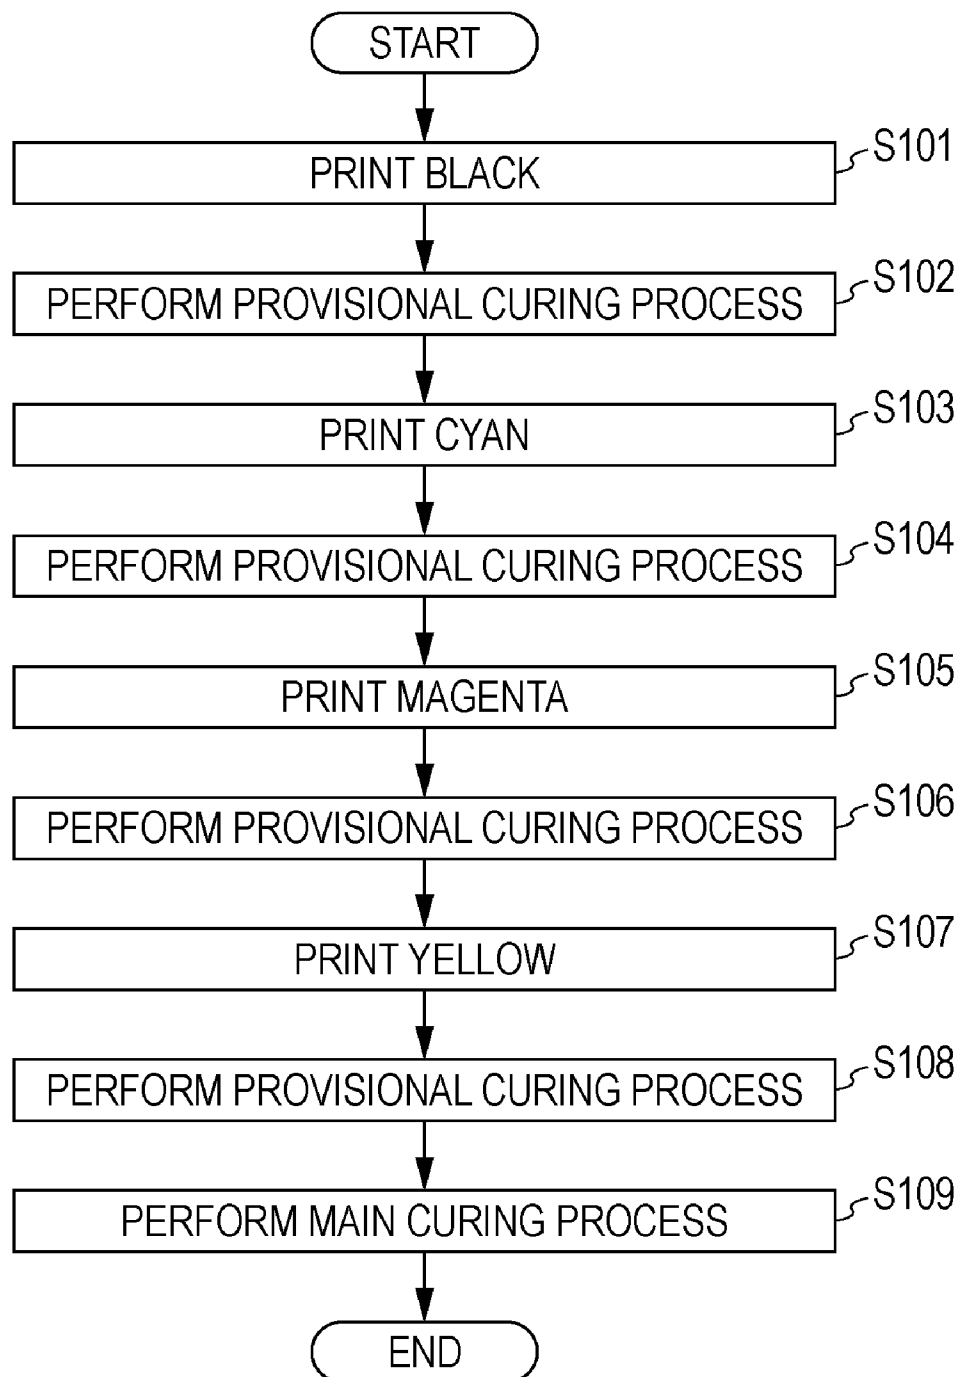 START
PRINT BLACK
S101
PERFORM PROVISIONAL CURING PROCESS
S102
PRINT CYAN
S103
PERFORM PROVISIONAL CURING PROCESS
S104
PRINT MAGENTA
S105
PERFORM PROVISIONAL CURING PROCESS
S106
PRINT YELLOW
S107
PERFORM PROVISIONAL CURING PROCESS
S108
PERFORM MAIN CURING PROCESS
S109
END